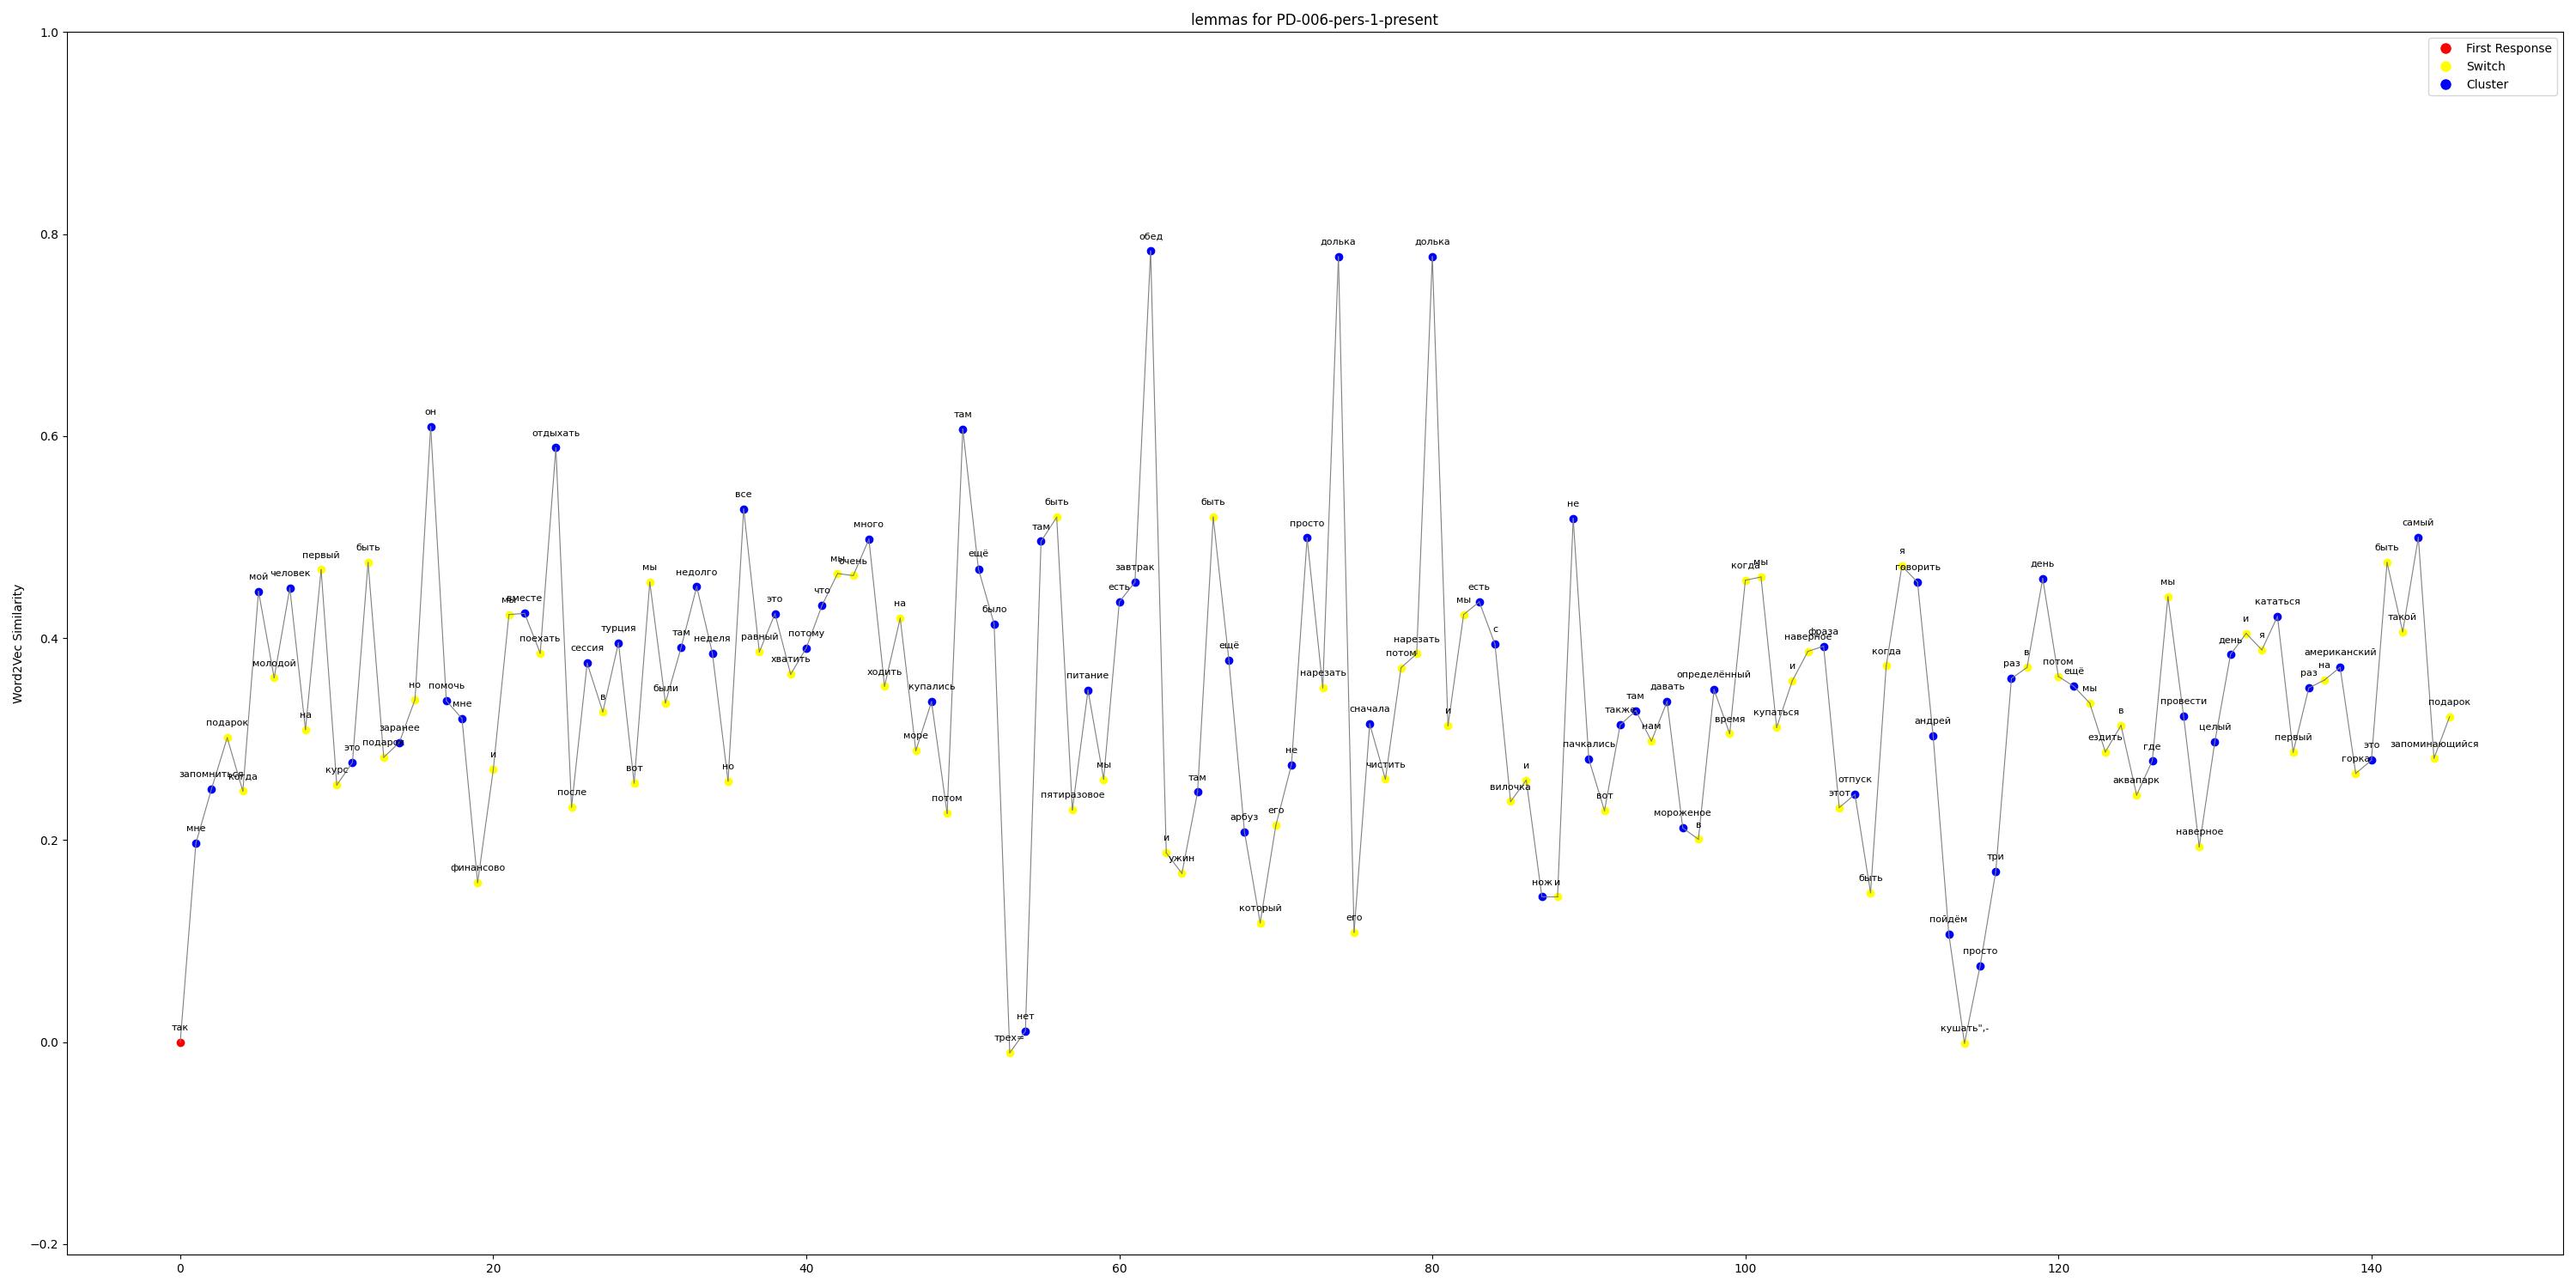 lemmas for PD-006-pers-1-present
First Response
Switch
Cluster
Word2Vec Similarity
1.0
0.8
0.6
0.4
0.2
0.0
−0.2
так
мне
запомниться
подарок
когда
мой
молодой
человек
на
первый
курс
это
быть
подарок
заранее
но
он
помочь
мне
финансово
и
мы
вместе
поехать
отдыхать
после
сессия
в
турция
вот
мы
были
там
недолго
неделя
но
все
равный
это
хватить
потому
что
мы
очень
много
ходить
на
море
купались
потом
там
ещё
было
трех=
нет
там
быть
пятиразовое
питание
мы
есть
завтрак
обед
и
ужин
там
быть
ещё
арбуз
который
его
не
просто
нарезать
долька
его
сначала
чистить
потом
нарезать
долька
и
мы
есть
с
вилочка
и
нож
и
не
пачкались
вот
также
там
нам
давать
мороженое
в
определённый
время
когда
мы
купаться
и
наверное
фраза
этот
отпуск
быть
когда
я
говорить
андрей
пойдём
кушать",-
просто
три
раз
в
день
потом
ещё
мы
ездить
в
аквапарк
где
мы
провести
наверное
целый
день
и
я
кататься
первый
раз
на
американский
горка
это
быть
такой
самый
запоминающийся
подарок
0
20
40
60
80
100
120
140